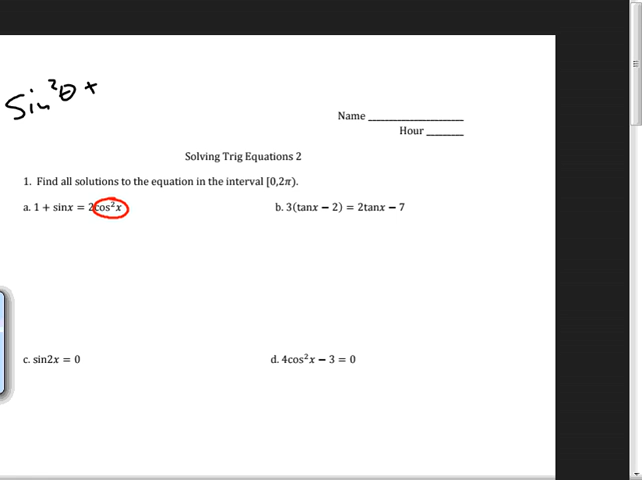 sin²θ +
Name ____________________
Hour ________
Solving Trig Equations 2
1. Find all solutions to the equation in the interval [0,2π).
a. 1 + sinx = 2cos²x
b. 3(tanx − 2) = 2tanx − 7
c. sin2x = 0
d. 4cos²x − 3 = 0